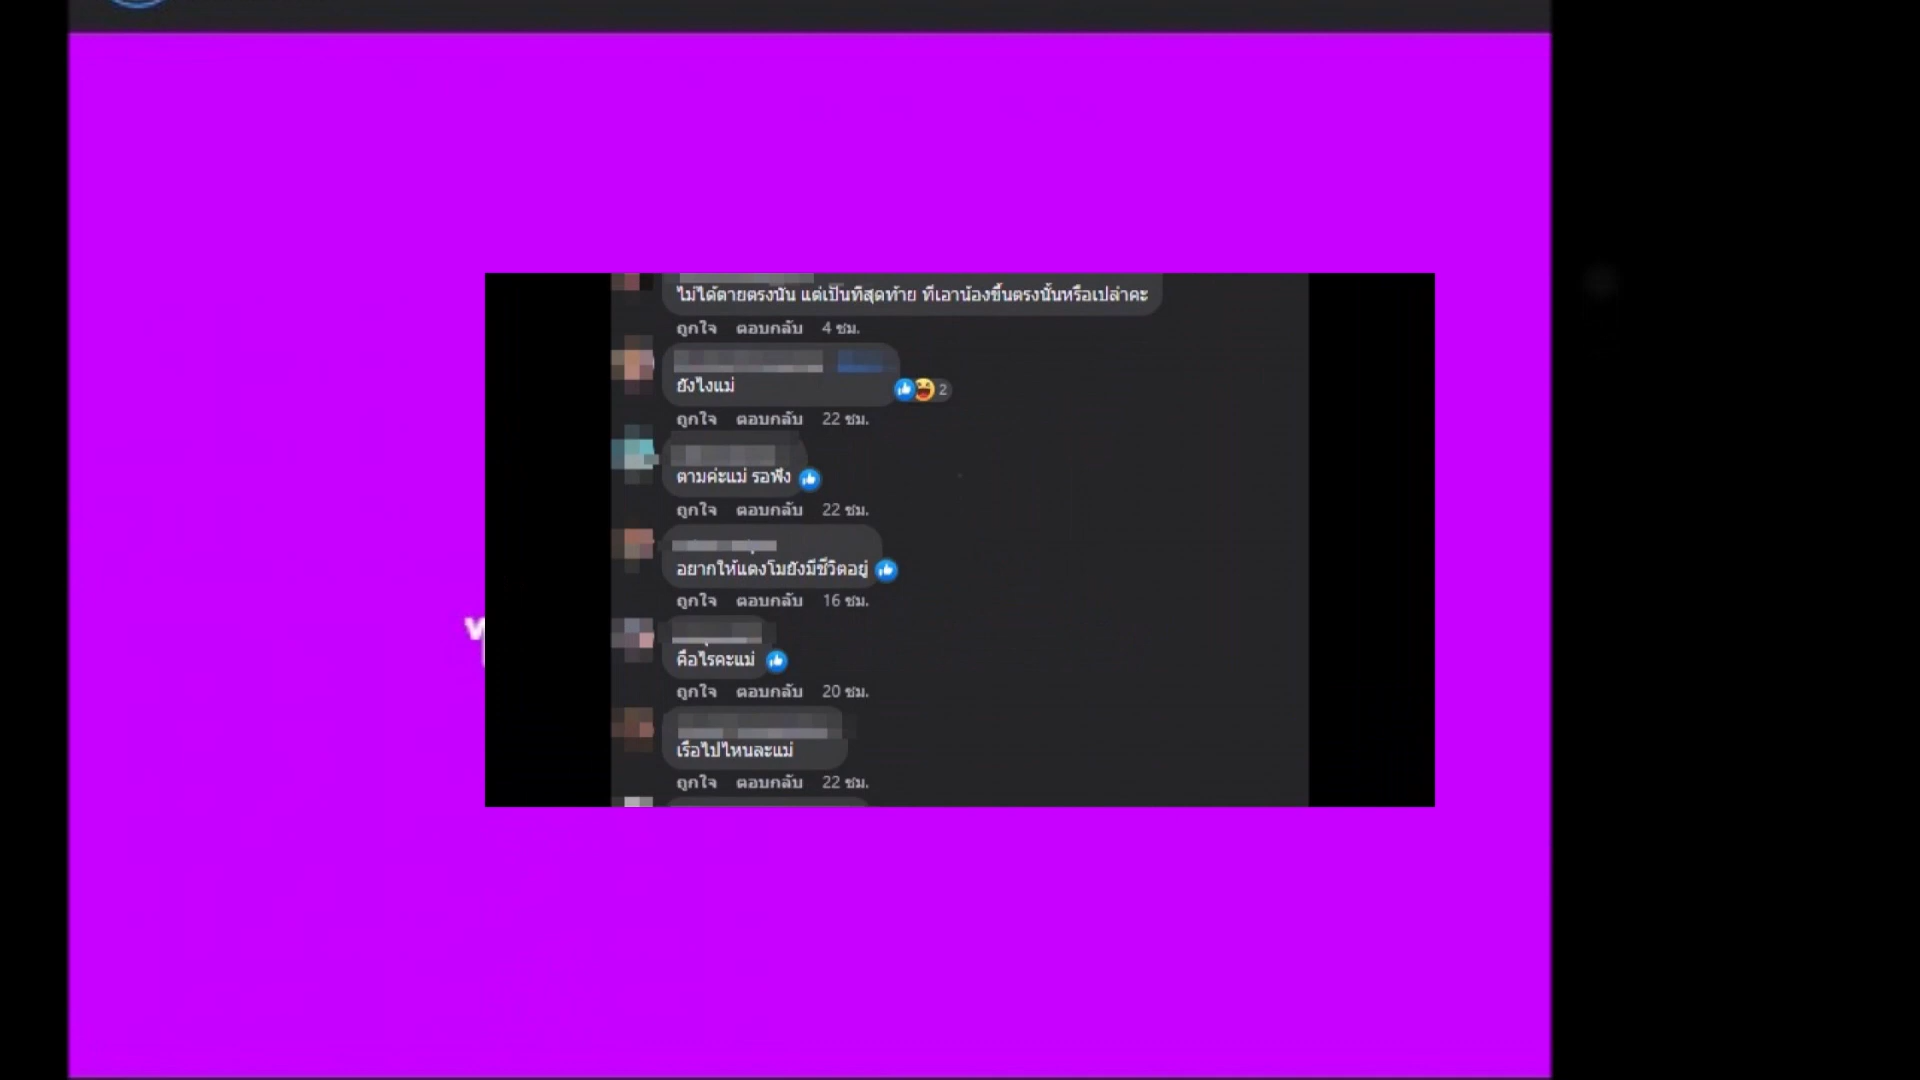 ไม่ได้ตายตรงนั้น แต่เป็นที่สุดท้าย ที่เอาน้องขึ้นตรงนั้นหรือเปล่าคะ
ถูกใจ ตอบกลับ 4 ชม.
ยังไงแม่
2
ถูกใจ ตอบกลับ 22 ชม.
ตามค่ะแม่ รอฟัง
ถูกใจ ตอบกลับ 22 ชม.
อยากให้แตงโมยังมีชีวิตอยู่
ถูกใจ ตอบกลับ 16 ชม.
คือไรคะแม่
ถูกใจ ตอบกลับ 20 ชม.
เรือไปไหนละแม่
ถูกใจ ตอบกลับ 22 ชม.